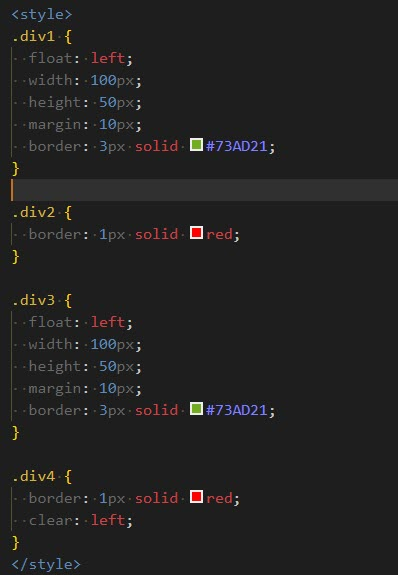 <style>
.div1 {
  float: left;
  width: 100px;
  height: 50px;
  margin: 10px;
  border: 3px solid #73AD21;
}

.div2 {
  border: 1px solid red;
}

.div3 {
  float: left;
  width: 100px;
  height: 50px;
  margin: 10px;
  border: 3px solid #73AD21;
}

.div4 {
  border: 1px solid red;
  clear: left;
}
</style>